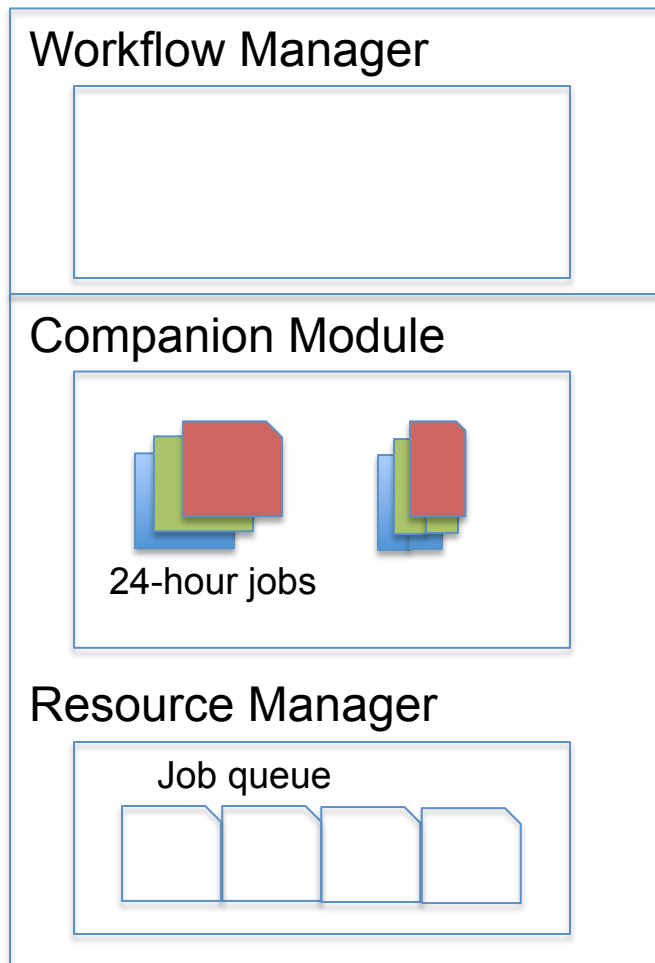 Workflow Manager
Companion Module
24-hour jobs
Resource Manager
Job queue